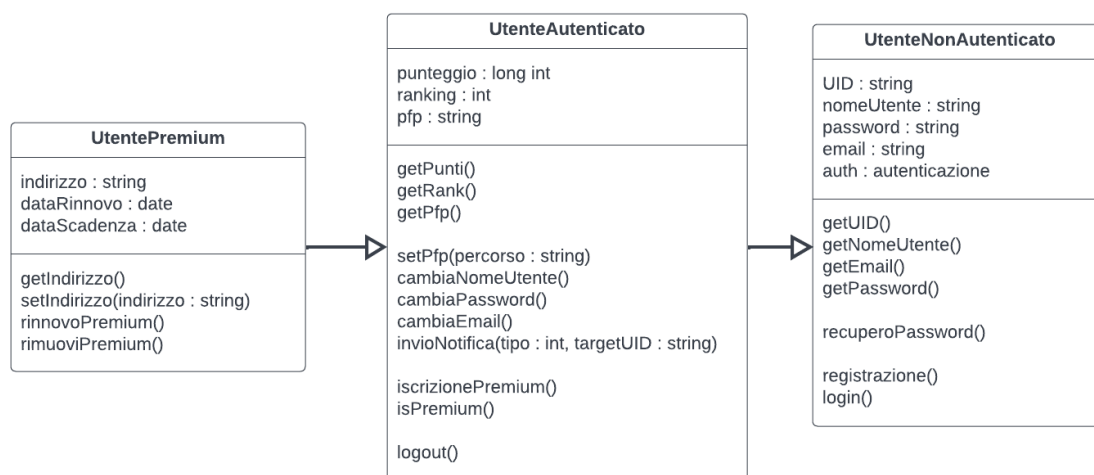 UtentePremium
indirizzo : string
dataRinnovo : date
dataScadenza : date
getIndirizzo()
setIndirizzo(indirizzo : string)
rinnovoPremium()
rimuoviPremium()
UtenteAutenticato
punteggio : long int
ranking : int
pfp : string
getPunti()
getRank()
getPfp()
setPfp(percorso : string)
cambiaNomeUtente()
cambiaPassword()
cambiaEmail()
invioNotifica(tipo : int, targetUID : string)
iscrizionePremium()
isPremium()
logout()
UtenteNonAutenticato
UID : string
nomeUtente : string
password : string
email : string
auth : autenticazione
getUID()
getNomeUtente()
getEmail()
getPassword()
recuperoPassword()
registrazione()
login()